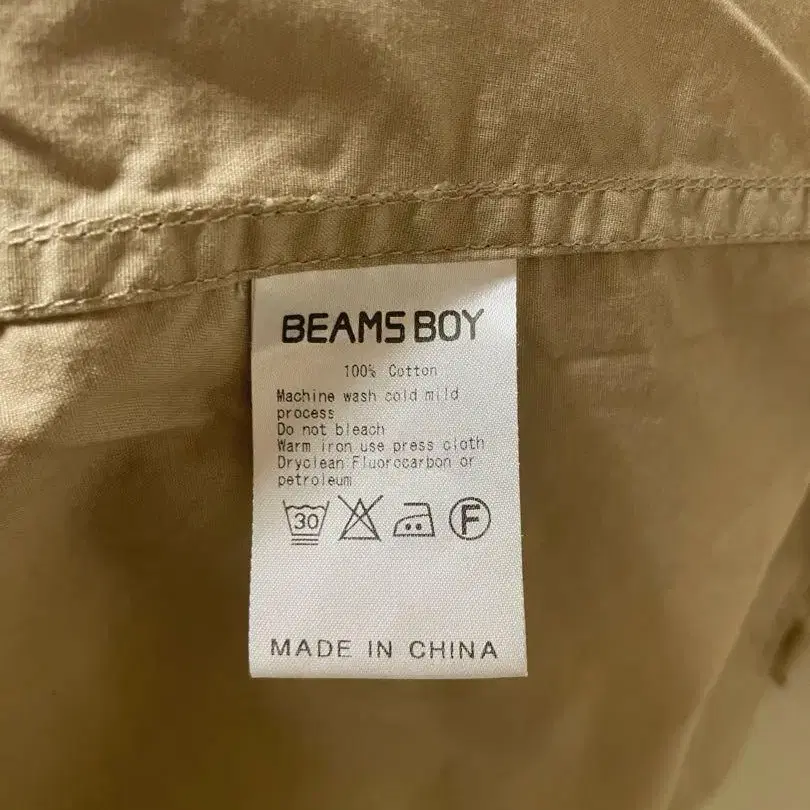 BEAMS BOY
100% Cotton
Machine wash cold mild
process
Do not bleach
Warm iron use press cloth
Dryclean Fluorocarbon or
petroleum
30 F
MADE IN CHINA